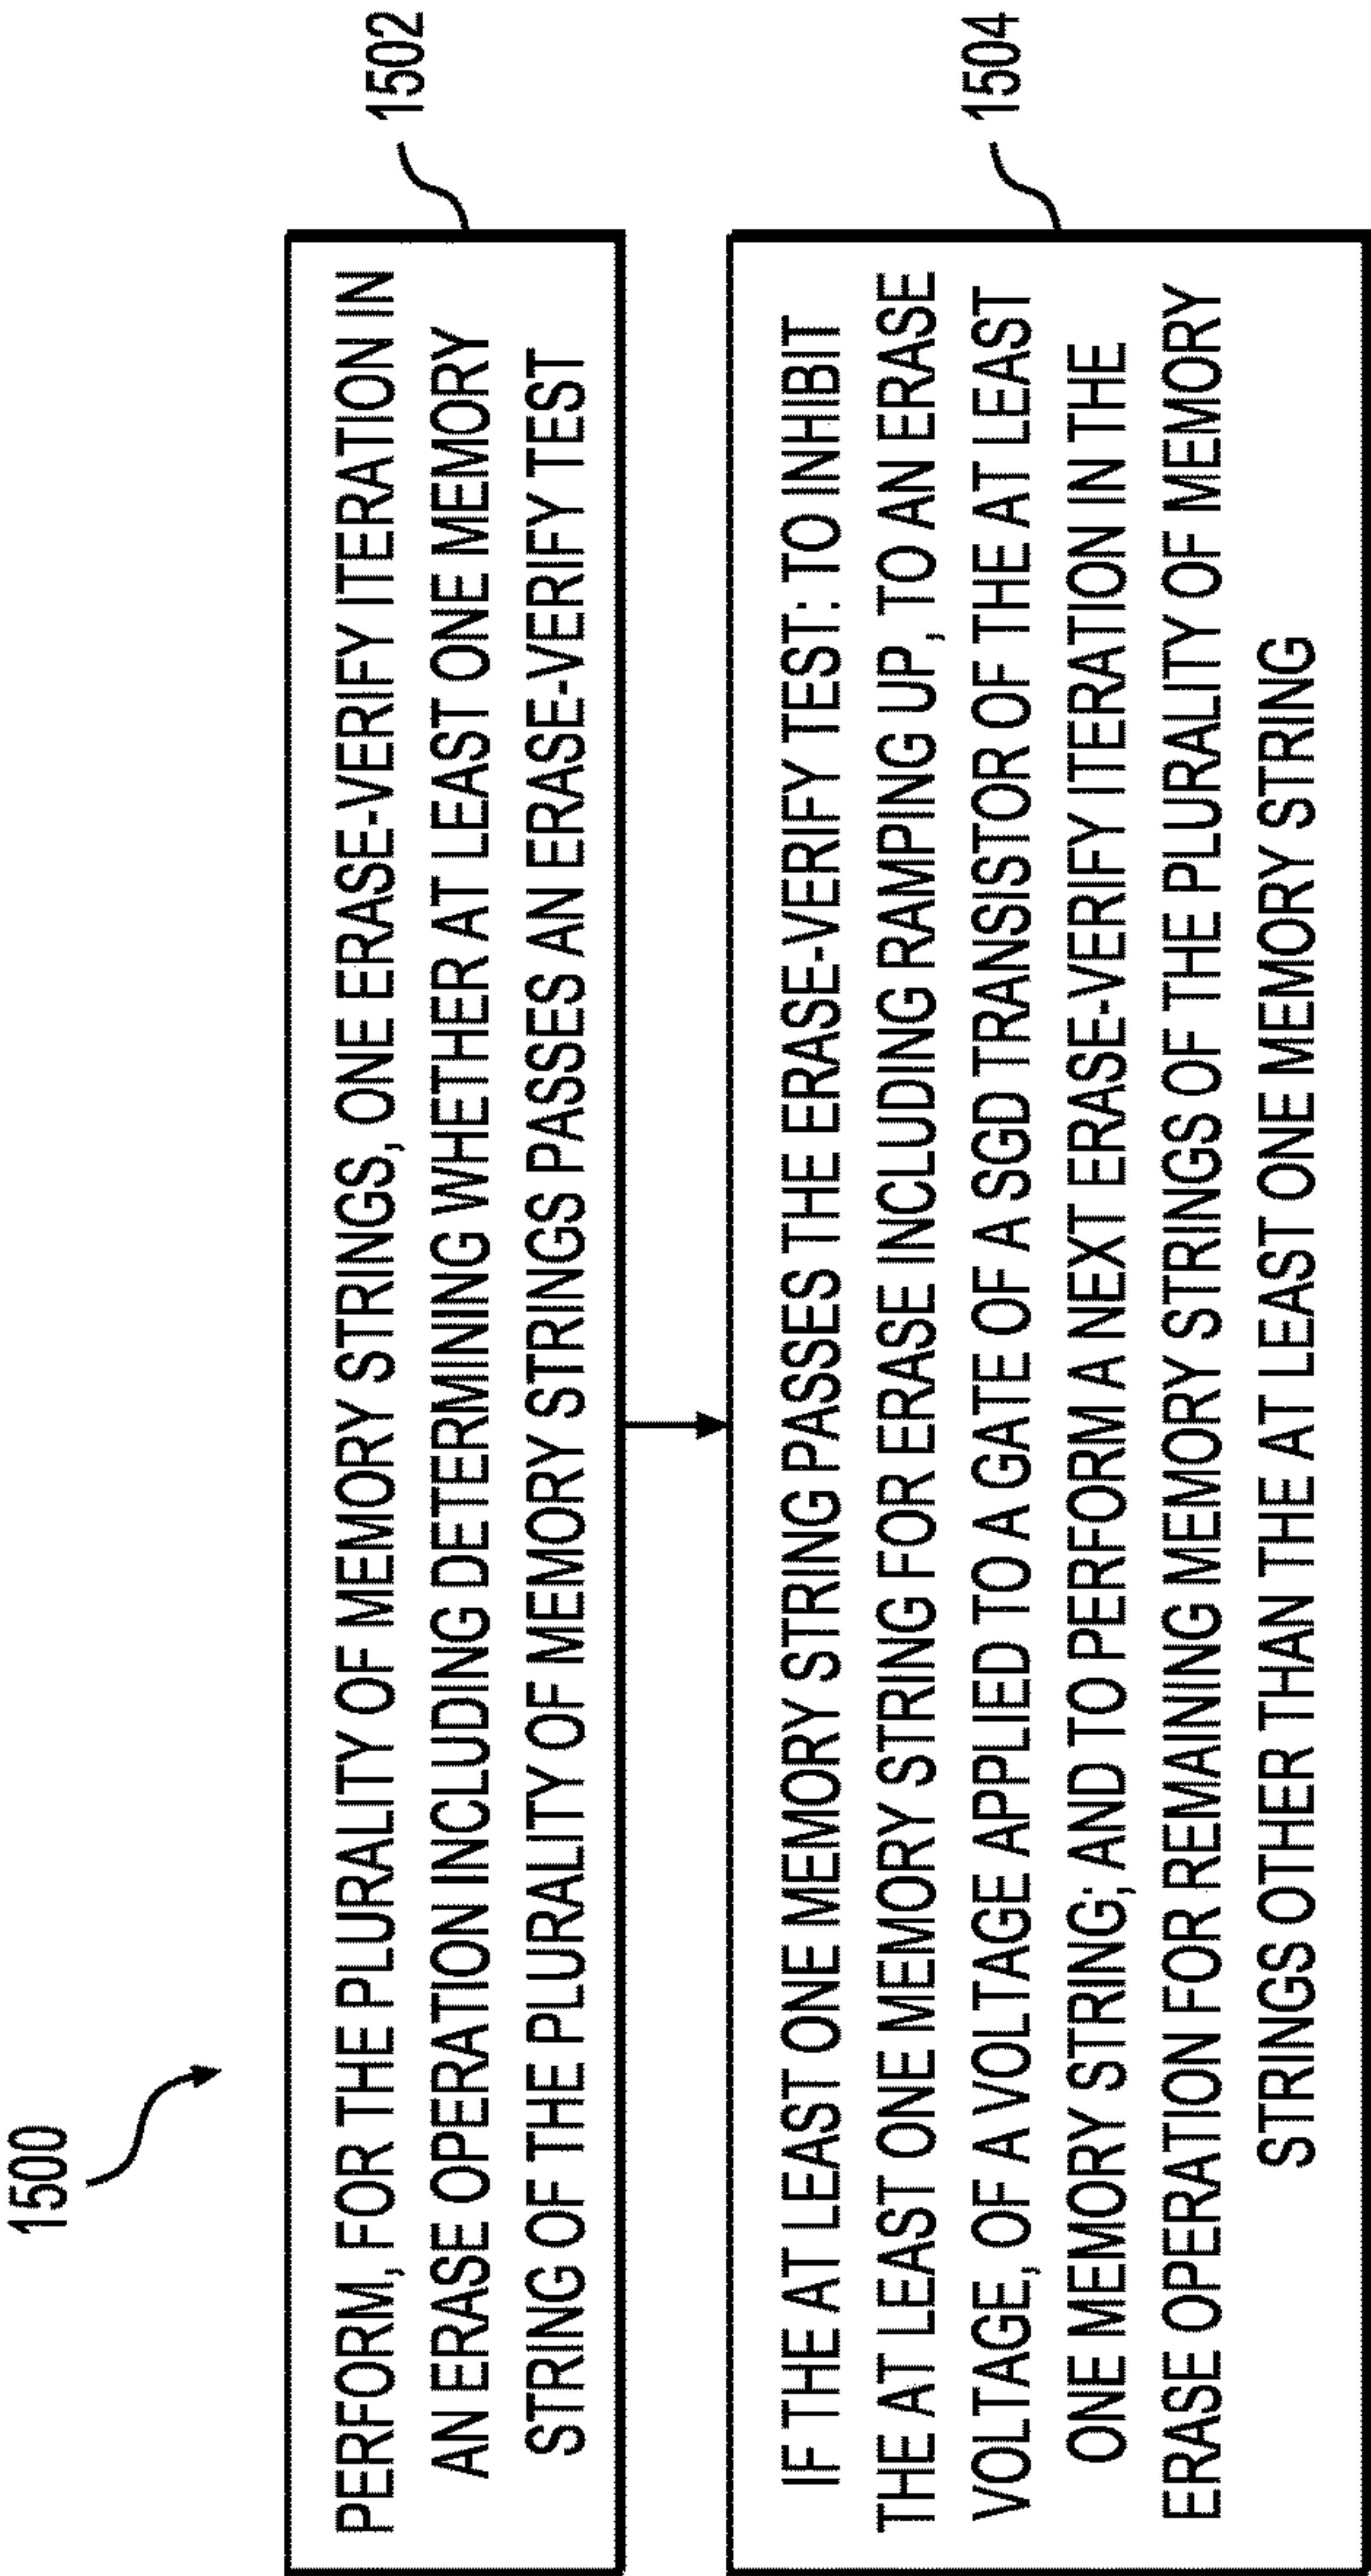 1500
PERFORM, FOR THE PLURALITY OF MEMORY STRINGS, ONE ERASE-VERIFY ITERATION IN
AN ERASE OPERATION INCLUDING DETERMINING WHETHER AT LEAST ONE MEMORY
STRING OF THE PLURALITY OF MEMORY STRINGS PASSES AN ERASE-VERIFY TEST
1502
IF THE AT LEAST ONE MEMORY STRING PASSES THE ERASE-VERIFY TEST: TO INHIBIT
THE AT LEAST ONE MEMORY STRING FOR ERASE INCLUDING RAMPING UP, TO AN ERASE
VOLTAGE, OF A VOLTAGE APPLIED TO A GATE OF A SGD TRANSISTOR OF THE AT LEAST
ONE MEMORY STRING; AND TO PERFORM A NEXT ERASE-VERIFY ITERATION IN THE
ERASE OPERATION FOR REMAINING MEMORY STRINGS OF THE PLURALITY OF MEMORY
STRINGS OTHER THAN THE AT LEAST ONE MEMORY STRING
1504